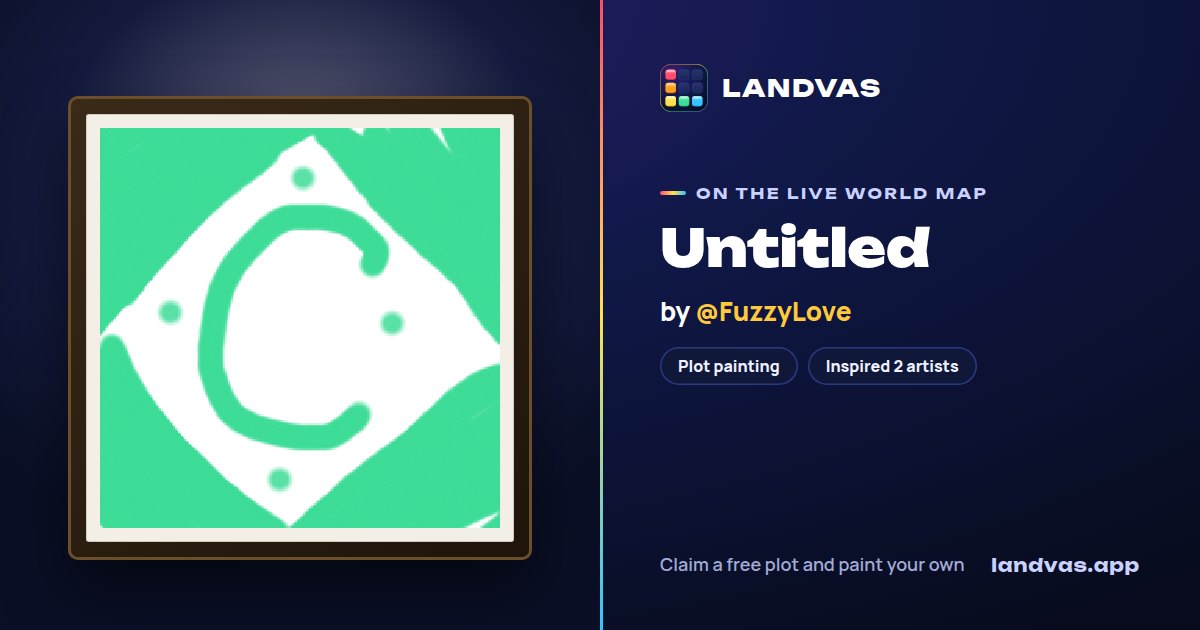 C
LANDVAS
ON THE LIVE WORLD MAP
Untitled
by @FuzzyLove
Plot painting
Inspired 2 artists
Claim a free plot and paint your own
landvas.app